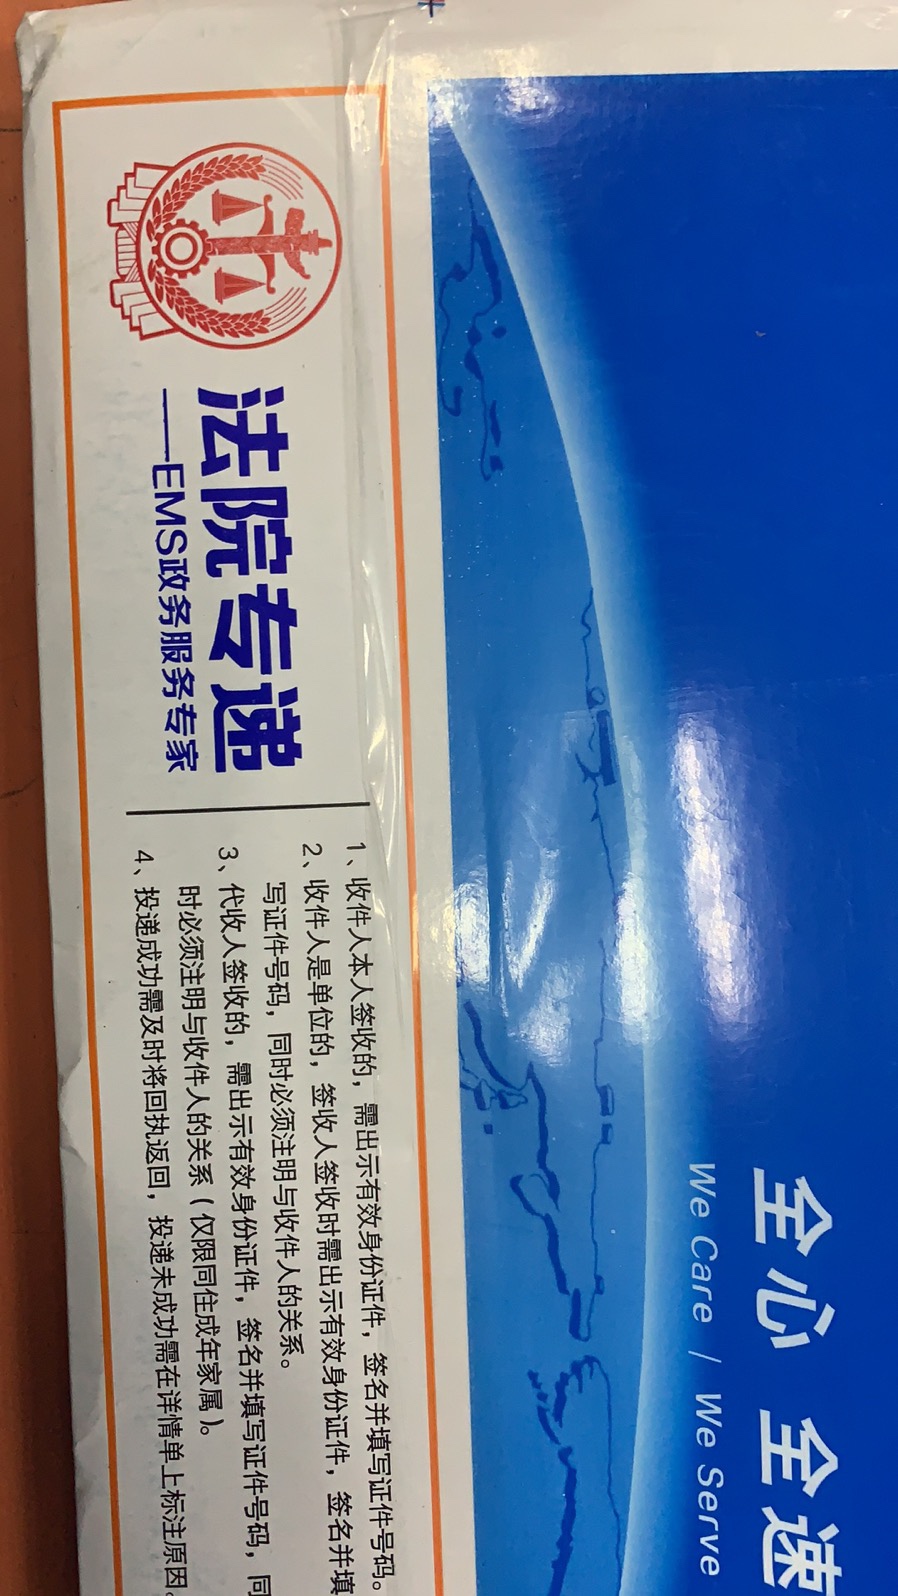 全心 全速
We Care / We Serve
法院专递
——EMS政务服务专家
1、收件人本人签收的，需出示有效身份证件，签名并填写证件号码。
2、收件人是单位的，签收人签收时需出示有效身份证件，签名并填
写证件号码，同时必须注明与收件人的关系。
3、代收人签收的，需出示有效身份证件，签名并填写证件号码，同
时必须注明与收件人的关系（仅限同住成年家属）。
4、投递成功需及时将回执返回，投递未成功需在详情单上标注原因。